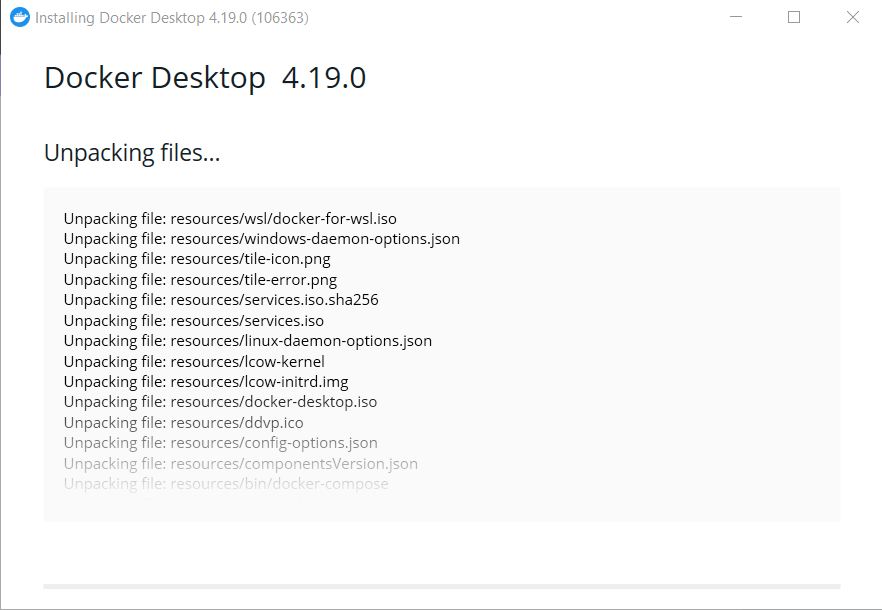 Installing Docker Desktop 4.19.0 (106363)
Docker Desktop 4.19.0
Unpacking files...
Unpacking file: resources/wsl/docker-for-wsl.iso
Unpacking file: resources/windows-daemon-options.json
Unpacking file: resources/tile-icon.png
Unpacking file: resources/tile-error.png
Unpacking file: resources/services.iso.sha256
Unpacking file: resources/services.iso
Unpacking file: resources/linux-daemon-options.json
Unpacking file: resources/lcow-kernel
Unpacking file: resources/lcow-initrd.img
Unpacking file: resources/docker-desktop.iso
Unpacking file: resources/ddvp.ico
Unpacking file: resources/config-options.json
Unpacking file: resources/componentsVersion.json
Unpacking file: resources/bin/docker-compose